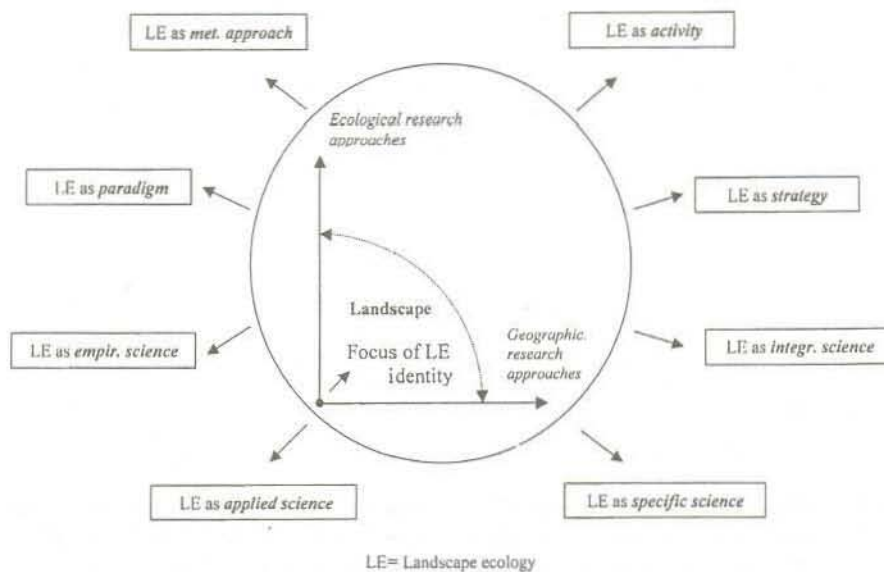 LE as met. approach
LE as activity
Ecological research
approaches
LE as paradigm
LE as strategy
Landscape
Geographic.
research
approaches
Focus of LE
identity
LE as empir. science
LE as integr. science
LE as applied science
LE as specific science
LE= Landscape ecology